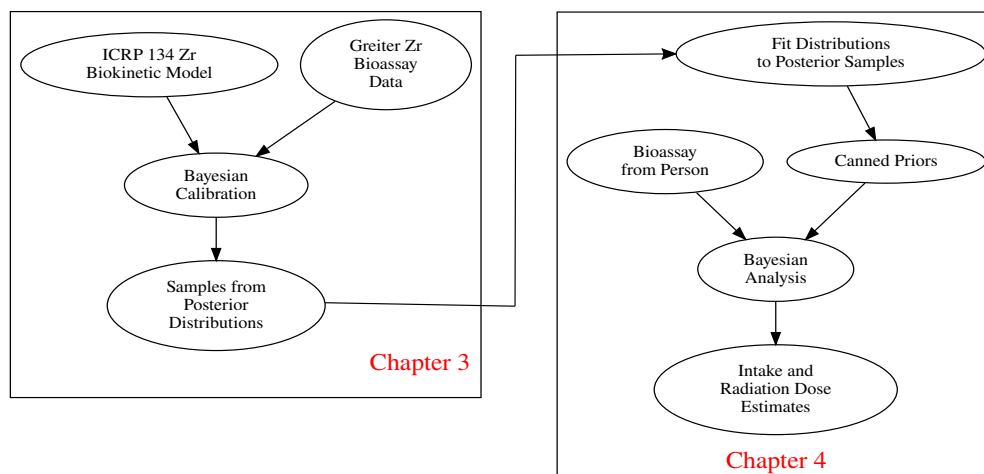 ICRP 134 Zr
Biokinetic Model
Greiter Zr
Bioassay
Data
Bayesian
Calibration
Samples from
Posterior
Distributions
Chapter 3
Fit Distributions
to Posterior Samples
Bioassay
from Person
Canned Priors
Bayesian
Analysis
Intake and
Radiation Dose
Estimates
Chapter 4